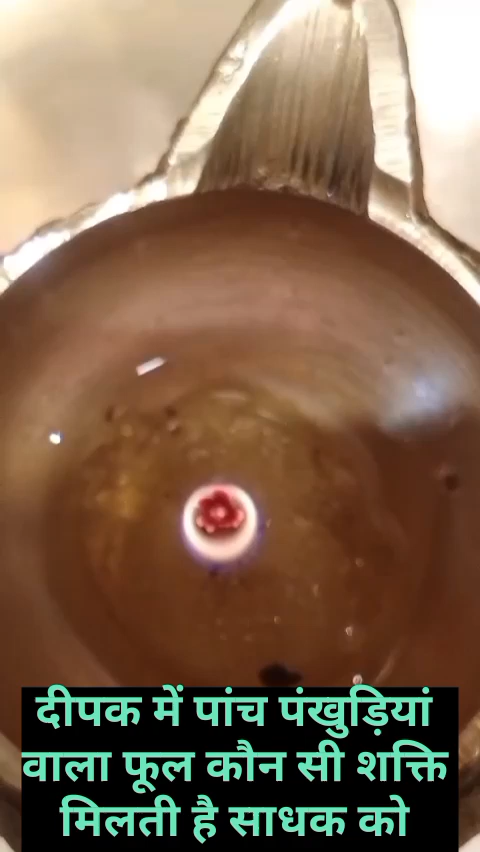 दीपक में पांच पंखुड़ियां
वाला फूल कौन सी शक्ति
मिलती है साधक को